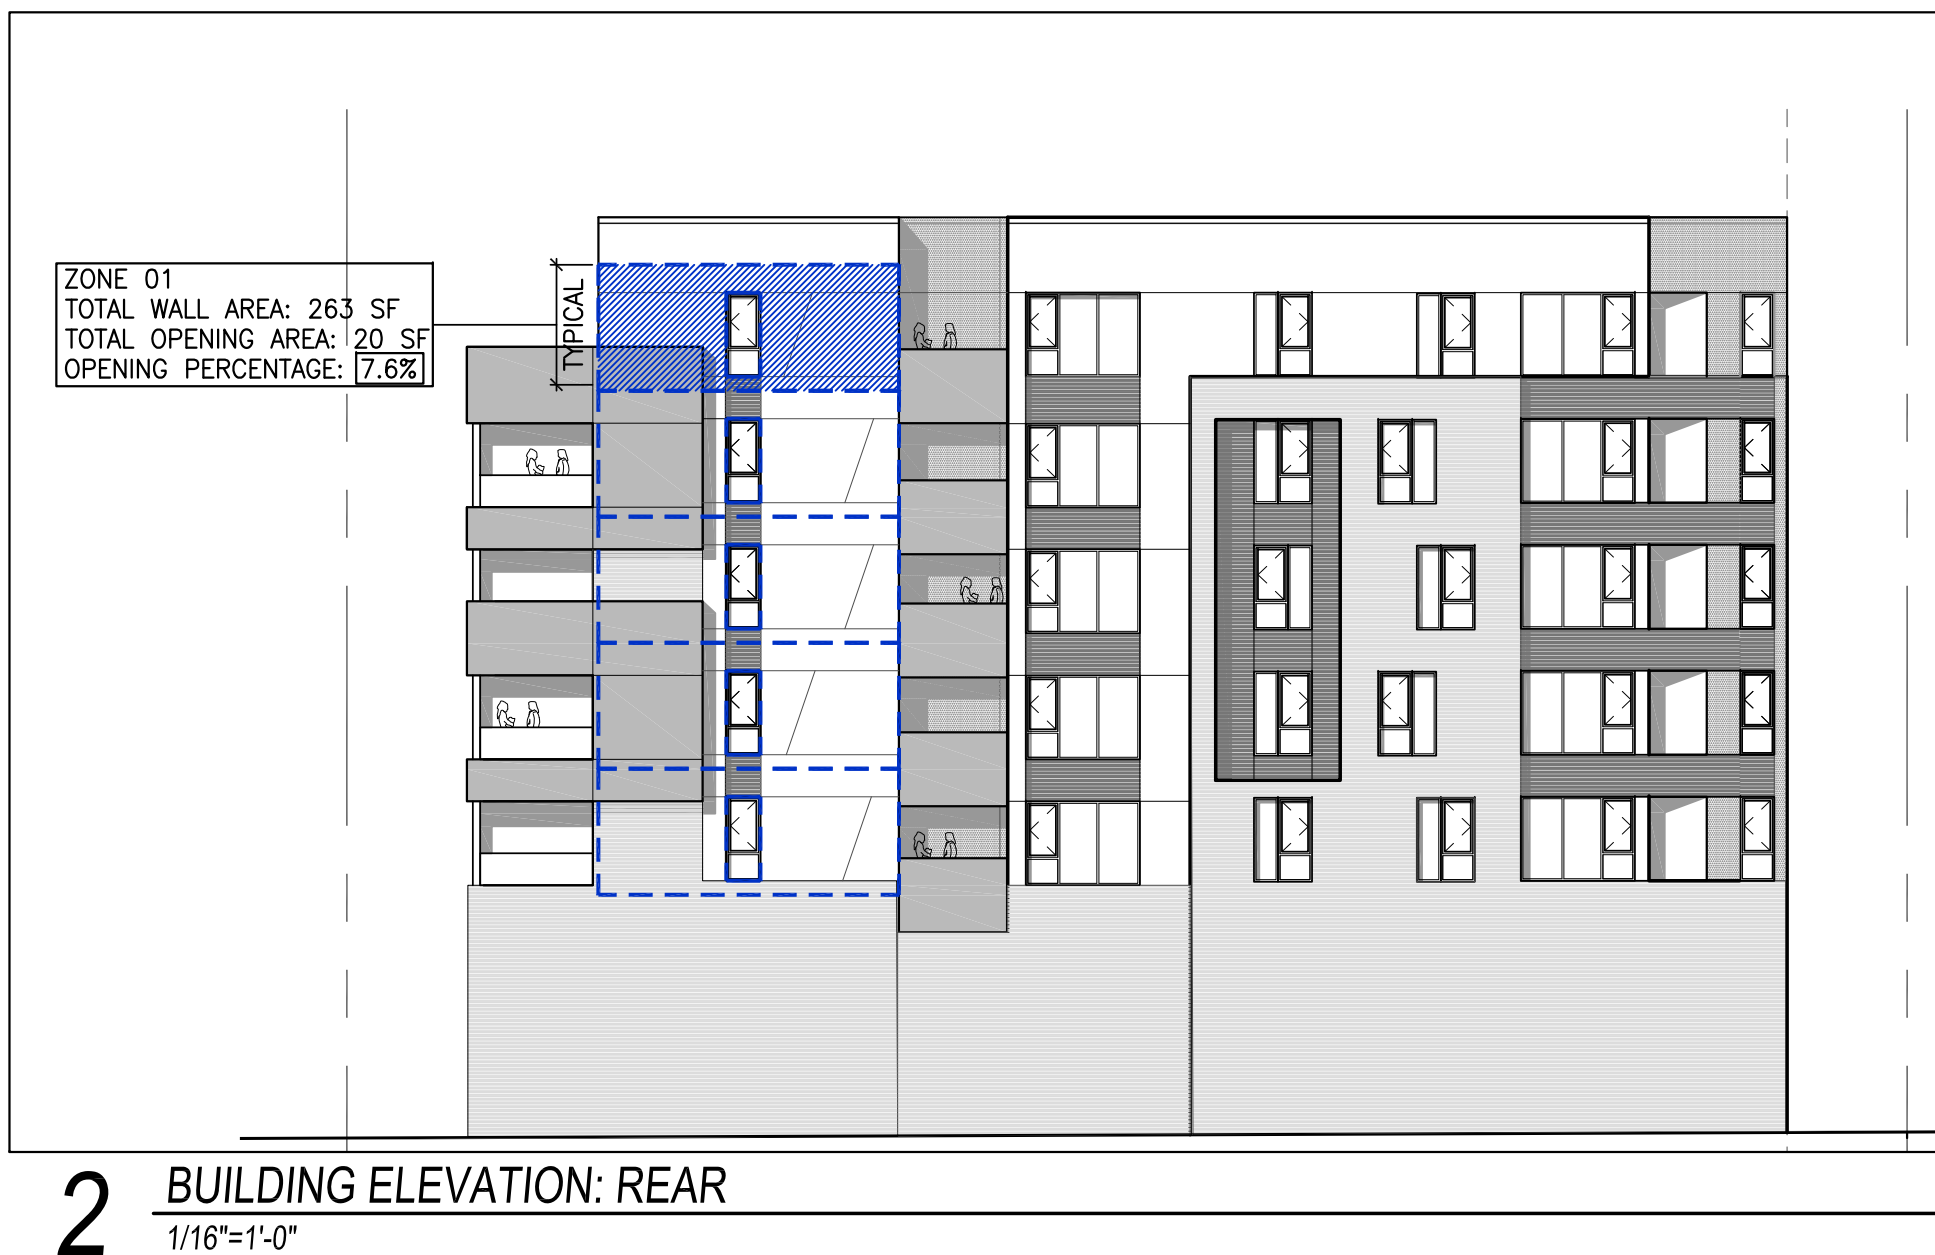 ZONE 01
TOTAL WALL AREA: 263 SF
TOTAL OPENING AREA: 20 SF
OPENING PERCENTAGE: 7.6%
TYPICAL
2
BUILDING ELEVATION: REAR
1/16"=1'-0"